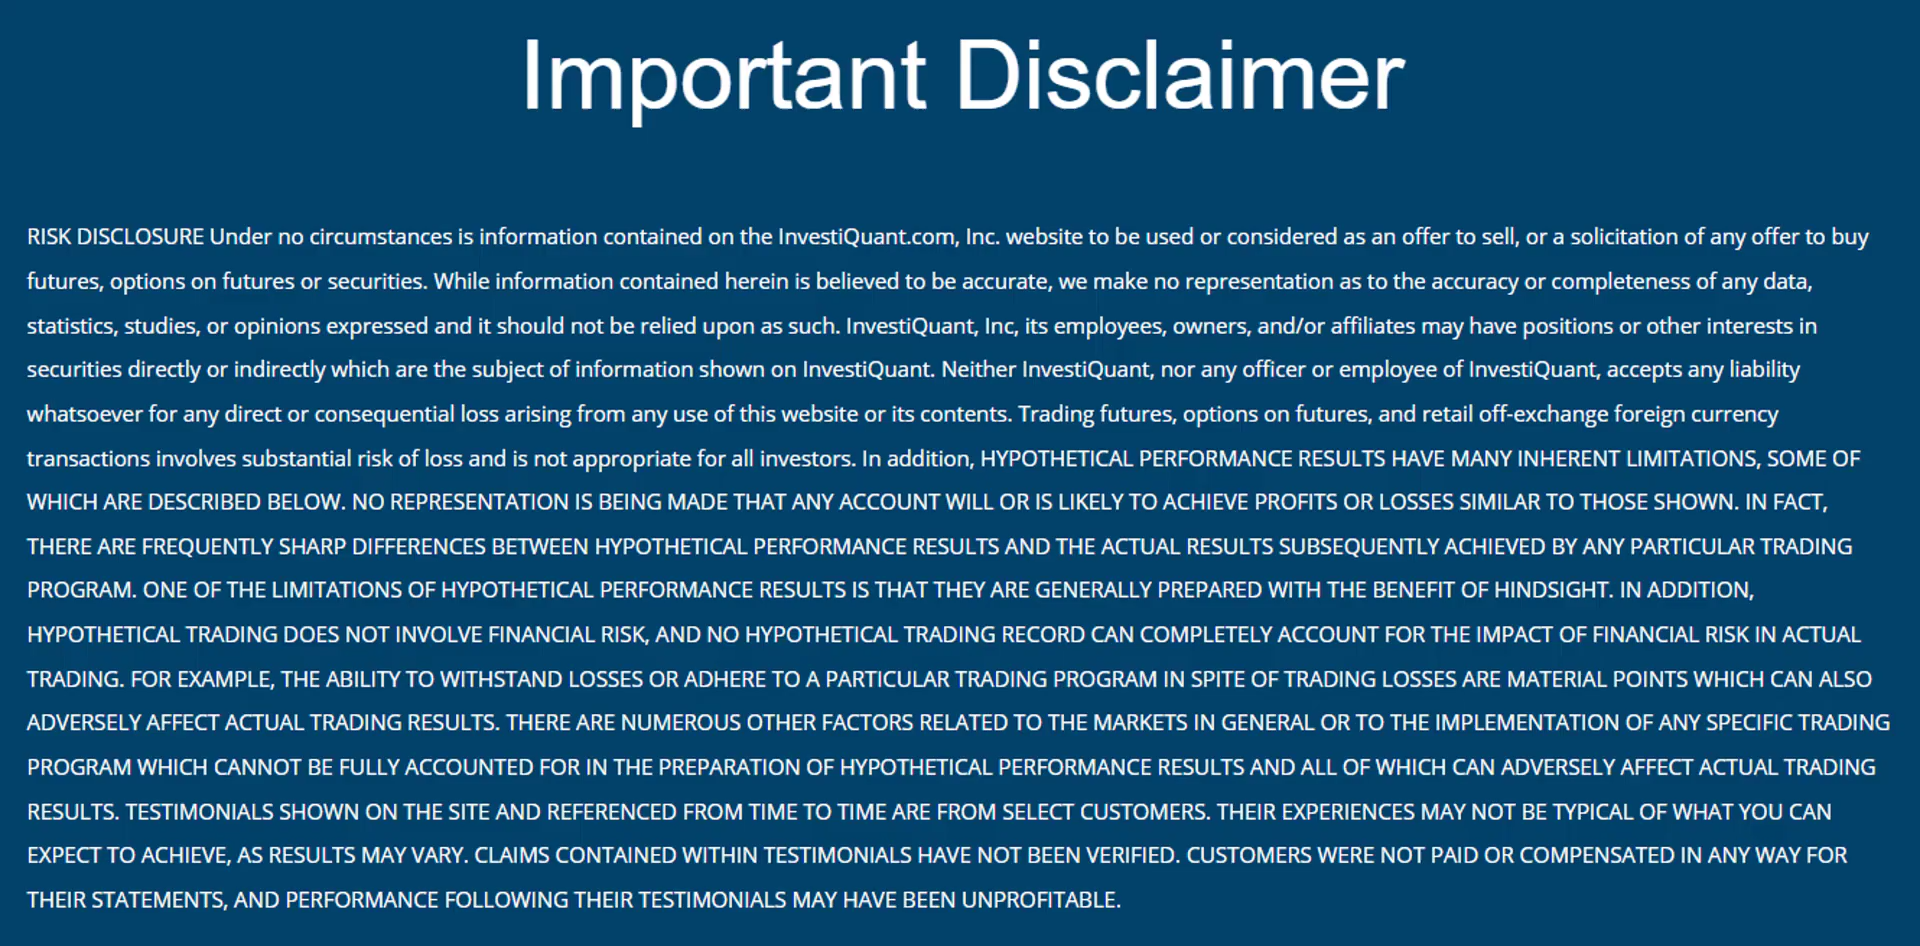 Important Disclaimer
RISK DISCLOSURE Under no circumstances is information contained on the InvestiQuant.com, Inc. website to be used or considered as an offer to sell, or a solicitation of any offer to buy
futures, options on futures or securities. While information contained herein is believed to be accurate, we make no representation as to the accuracy or completeness of any data,
statistics, studies, or opinions expressed and it should not be relied upon as such. InvestiQuant, Inc, its employees, owners, and/or affiliates may have positions or other interests in
securities directly or indirectly which are the subject of information shown on InvestiQuant. Neither InvestiQuant, nor any officer or employee of InvestiQuant, accepts any liability
whatsoever for any direct or consequential loss arising from any use of this website or its contents. Trading futures, options on futures, and retail off-exchange foreign currency
transactions involves substantial risk of loss and is not appropriate for all investors. In addition, HYPOTHETICAL PERFORMANCE RESULTS HAVE MANY INHERENT LIMITATIONS, SOME OF
WHICH ARE DESCRIBED BELOW. NO REPRESENTATION IS BEING MADE THAT ANY ACCOUNT WILL OR IS LIKELY TO ACHIEVE PROFITS OR LOSSES SIMILAR TO THOSE SHOWN. IN FACT,
THERE ARE FREQUENTLY SHARP DIFFERENCES BETWEEN HYPOTHETICAL PERFORMANCE RESULTS AND THE ACTUAL RESULTS SUBSEQUENTLY ACHIEVED BY ANY PARTICULAR TRADING
PROGRAM. ONE OF THE LIMITATIONS OF HYPOTHETICAL PERFORMANCE RESULTS IS THAT THEY ARE GENERALLY PREPARED WITH THE BENEFIT OF HINDSIGHT. IN ADDITION,
HYPOTHETICAL TRADING DOES NOT INVOLVE FINANCIAL RISK, AND NO HYPOTHETICAL TRADING RECORD CAN COMPLETELY ACCOUNT FOR THE IMPACT OF FINANCIAL RISK IN ACTUAL
TRADING. FOR EXAMPLE, THE ABILITY TO WITHSTAND LOSSES OR ADHERE TO A PARTICULAR TRADING PROGRAM IN SPITE OF TRADING LOSSES ARE MATERIAL POINTS WHICH CAN ALSO
ADVERSELY AFFECT ACTUAL TRADING RESULTS. THERE ARE NUMEROUS OTHER FACTORS RELATED TO THE MARKETS IN GENERAL OR TO THE IMPLEMENTATION OF ANY SPECIFIC TRADING
PROGRAM WHICH CANNOT BE FULLY ACCOUNTED FOR IN THE PREPARATION OF HYPOTHETICAL PERFORMANCE RESULTS AND ALL OF WHICH CAN ADVERSELY AFFECT ACTUAL TRADING
RESULTS. TESTIMONIALS SHOWN ON THE SITE AND REFERENCED FROM TIME TO TIME ARE FROM SELECT CUSTOMERS. THEIR EXPERIENCES MAY NOT BE TYPICAL OF WHAT YOU CAN
EXPECT TO ACHIEVE, AS RESULTS MAY VARY. CLAIMS CONTAINED WITHIN TESTIMONIALS HAVE NOT BEEN VERIFIED. CUSTOMERS WERE NOT PAID OR COMPENSATED IN ANY WAY FOR
THEIR STATEMENTS, AND PERFORMANCE FOLLOWING THEIR TESTIMONIALS MAY HAVE BEEN UNPROFITABLE.